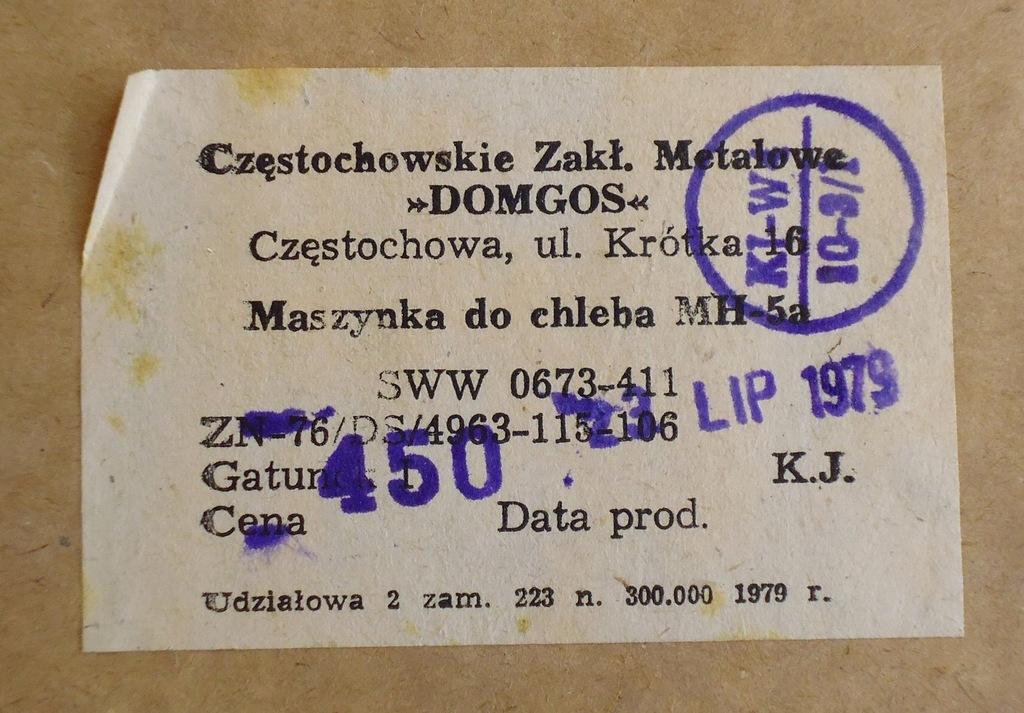 Częstochowskie Zakł. Metalowe
»DOMGOS«
Częstochowa, ul. Krótka 16
Maszynka do chleba MH-5a
SWW 0673-411
ZN-76/DS/4963-115-106
Gatunek I
K.J.
Cena
Data prod.
Udziałowa 2 zam. 223 n. 300.000 1979 r.
450
LIP 1979